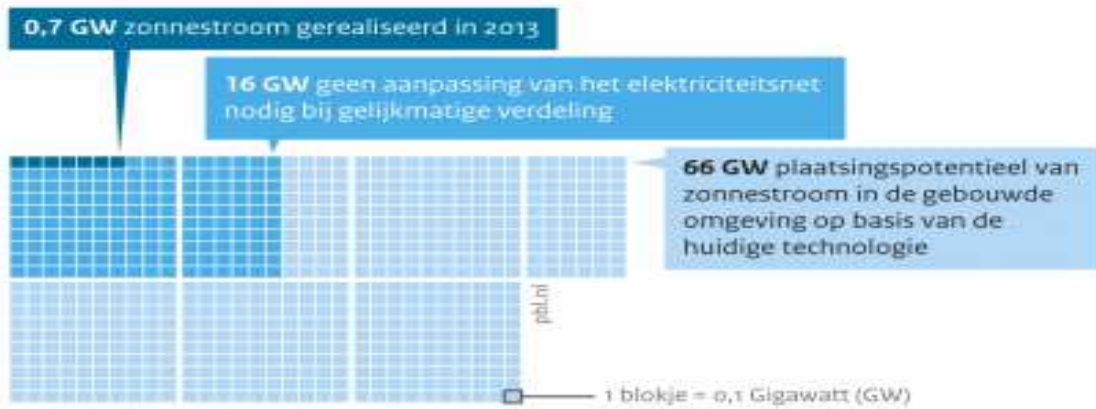 0,7 GW zonnestroom gerealiseerd in 2013
16 GW geen aanpassing van het elektriciteitsnet
nodig bij gelijkmatige verdeling
66 GW plaatsingspotentieel van
zonnestroom in de gebouwde
omgeving op basis van de
huidige technologie
pbl.nl
1 blokje = 0,1 Gigawatt (GW)